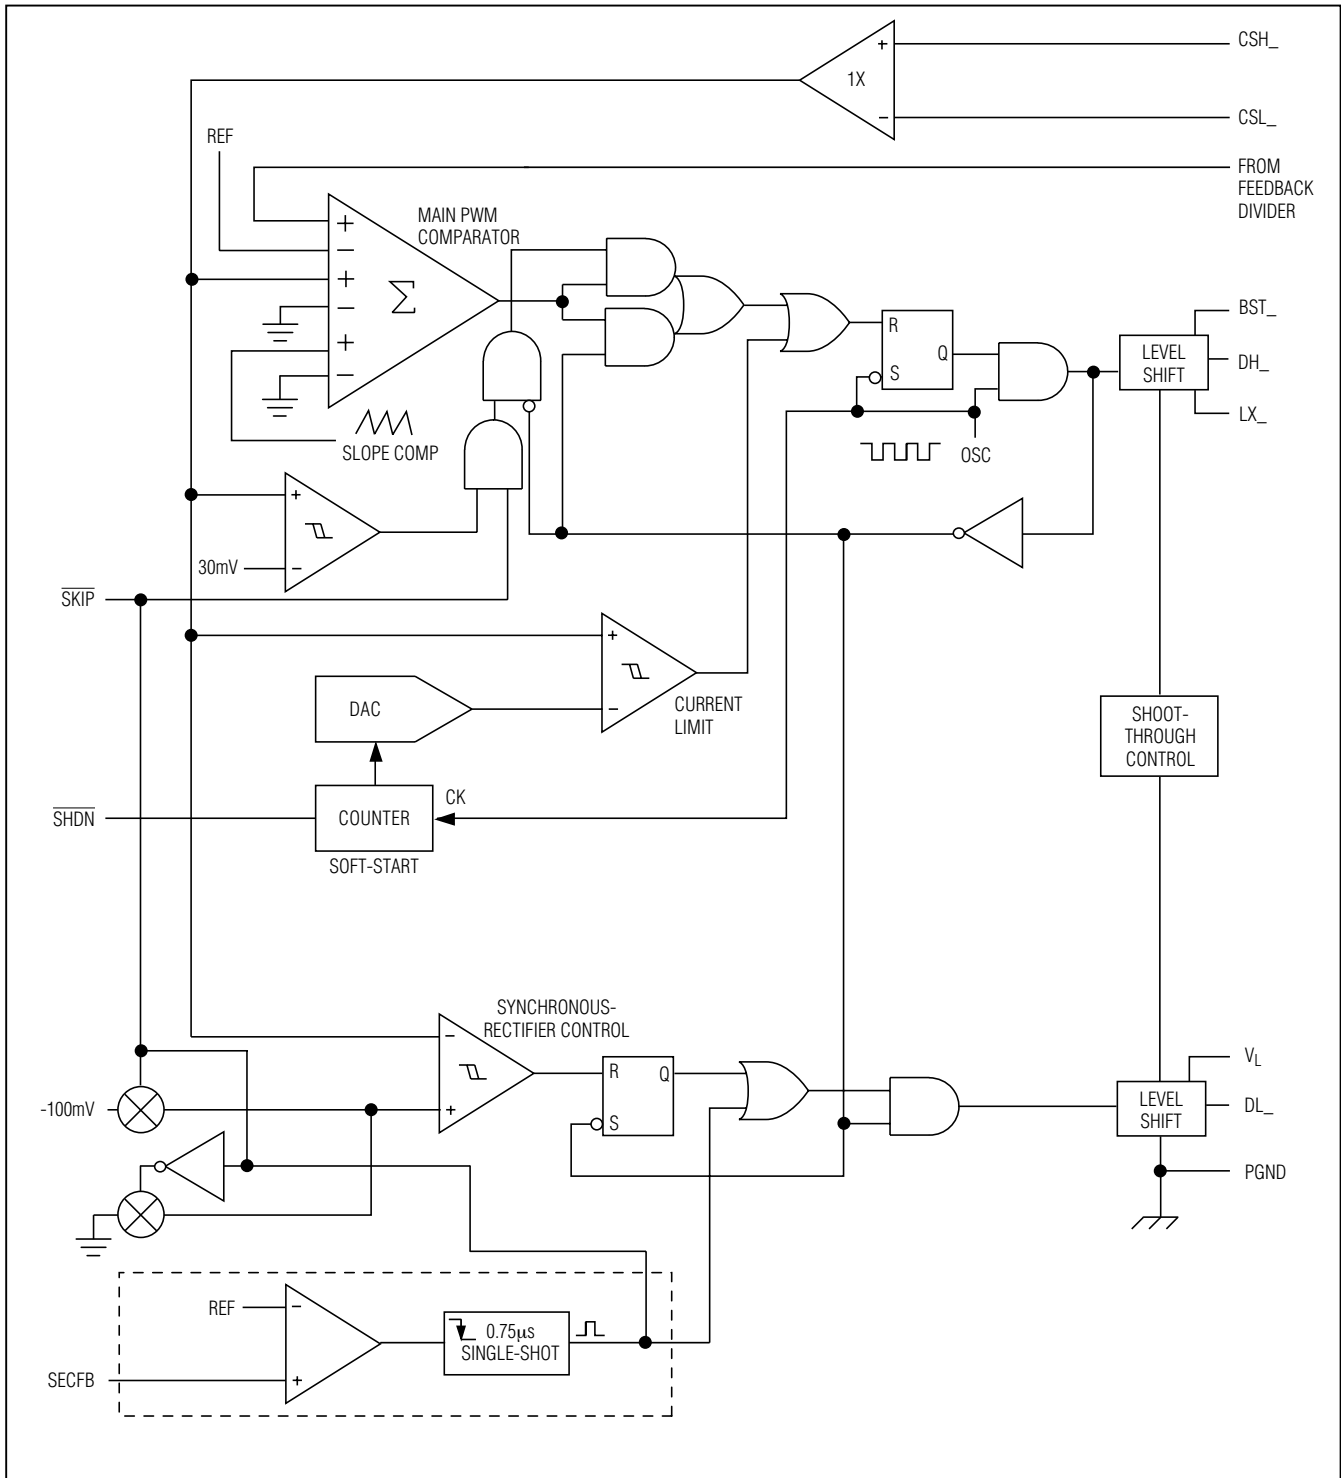 CSH_
+
1X
−
CSL_
REF
FROM
FEEDBACK
DIVIDER
MAIN PWM
COMPARATOR
+
−
+
−
+
−
Σ
BST_
R
Q
S
LEVEL
SHIFT
DH_
LX_
SLOPE COMP
OSC
+
30mV
−
SKIP
+
−
DAC
CURRENT
LIMIT
SHOOT-
THROUGH
CONTROL
CK
SHDN
COUNTER
SOFT-START
SYNCHRONOUS-
RECTIFIER CONTROL
−
+
R
Q
S
VL
-100mV
LEVEL
SHIFT
DL_
PGND
REF
−
0.75µs
SINGLE-SHOT
SECFB
+